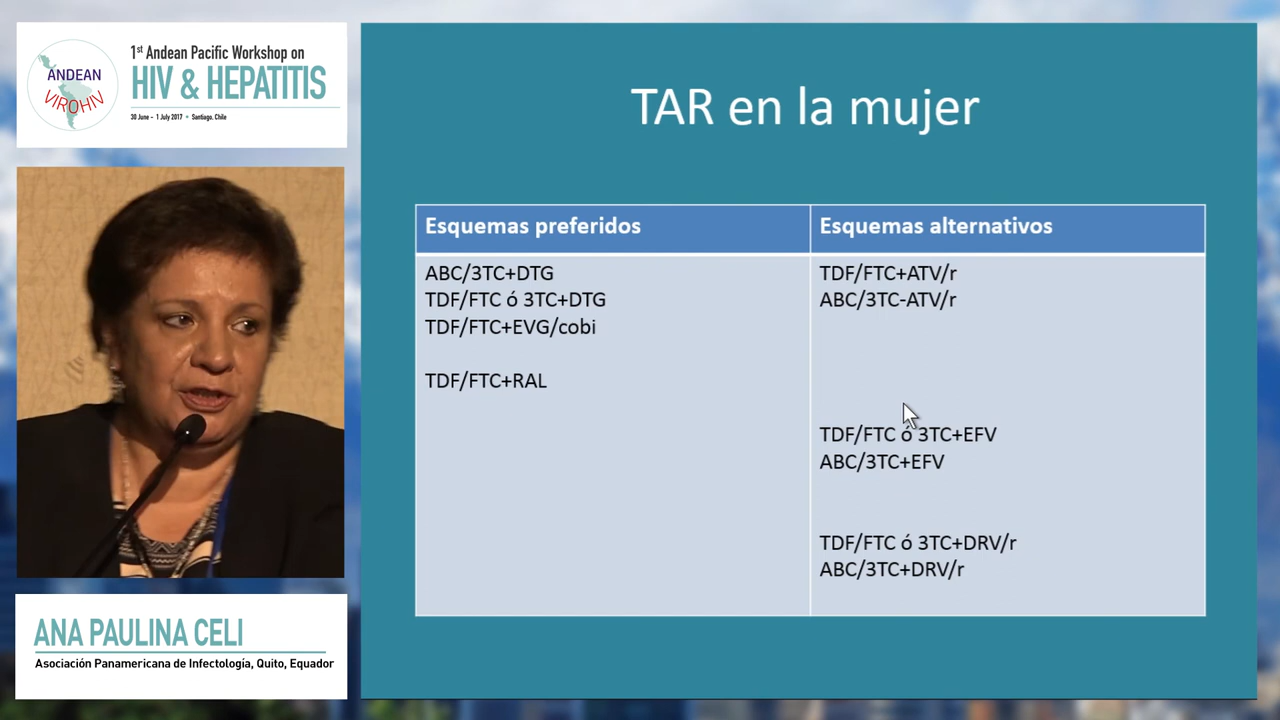 1st Andean Pacific Workshop on
HIV & HEPATITIS
30 June – 1 July 2017 • Santiago, Chile
ANDEAN
VIROHIV
ANA PAULINA CELI
Asociación Panamericana de Infectología, Quito, Equador
TAR en la mujer
Esquemas preferidos
ABC/3TC+DTG
TDF/FTC ó 3TC+DTG
TDF/FTC+EVG/cobi
TDF/FTC+RAL
Esquemas alternativos
TDF/FTC+ATV/r
ABC/3TC-ATV/r
TDF/FTC ó 3TC+EFV
ABC/3TC+EFV
TDF/FTC ó 3TC+DRV/r
ABC/3TC+DRV/r